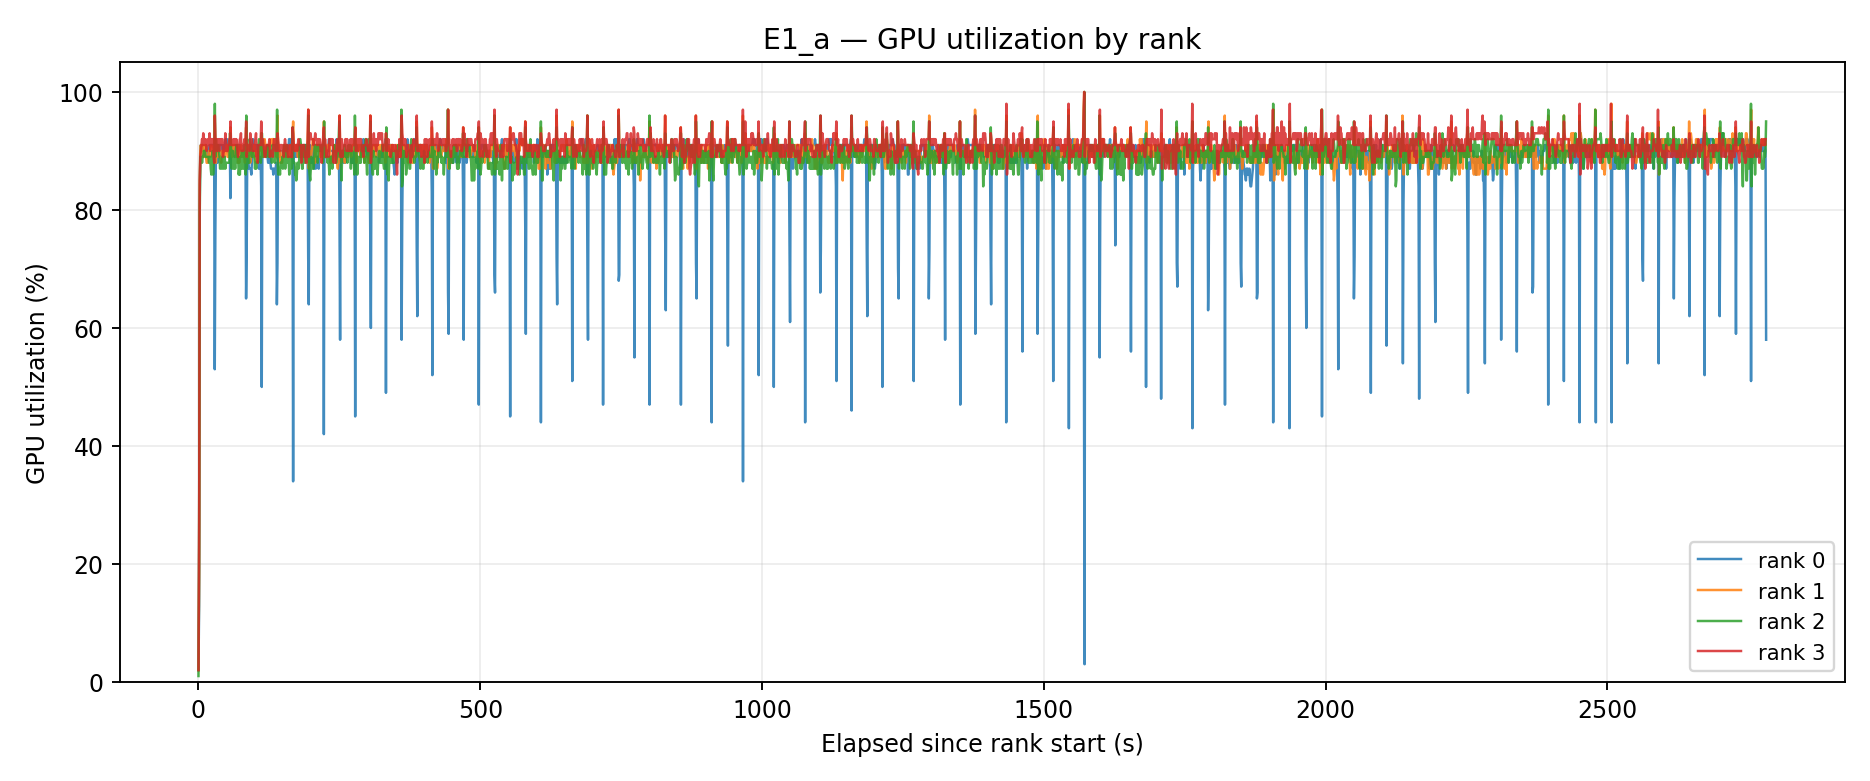 E1_a — GPU utilization by rank
GPU utilization (%)
100
80
60
40
20
0
0
500
1000
1500
2000
2500
Elapsed since rank start (s)
rank 0
rank 1
rank 2
rank 3